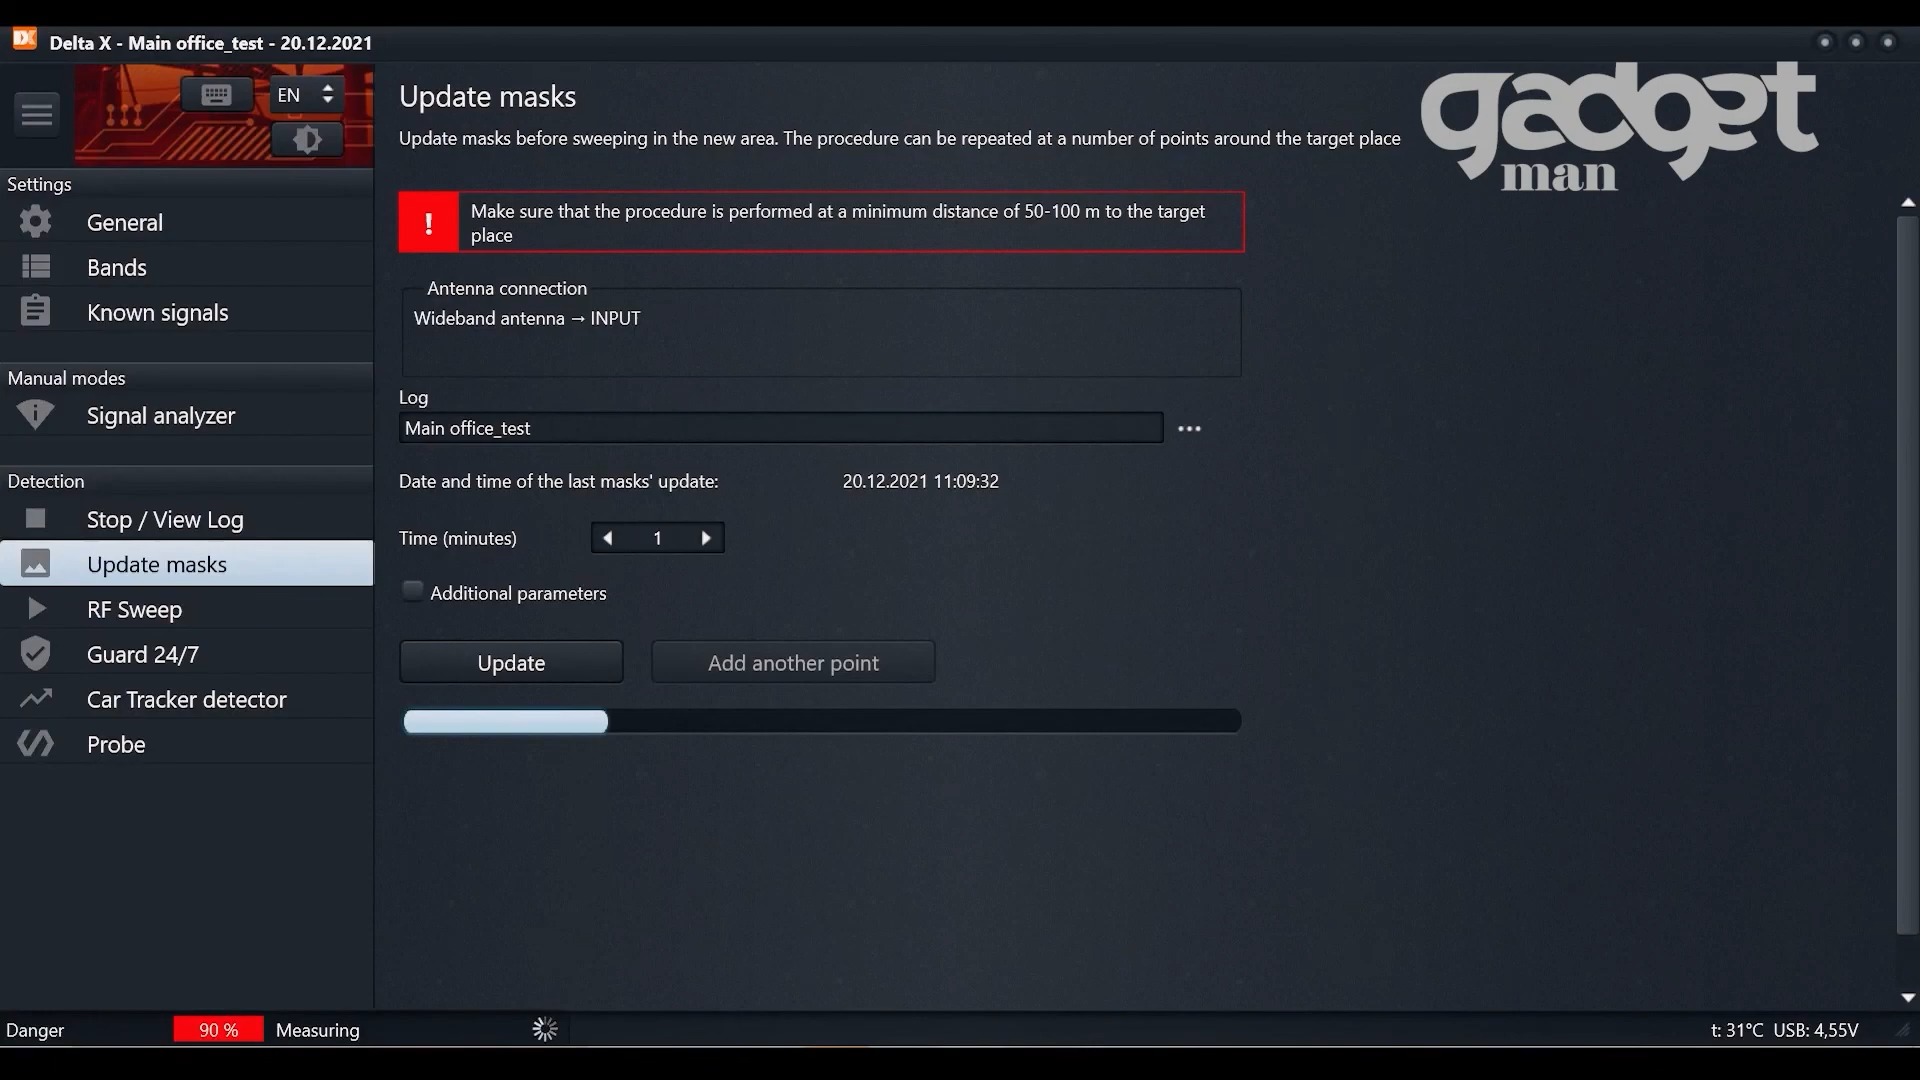 DX Delta X - Main office_test - 20.12.2021
EN
gadget
man
Settings
General
Bands
Known signals
Manual modes
Signal analyzer
Detection
Stop / View Log
Update masks
RF Sweep
Guard 24/7
Car Tracker detector
Probe
Update masks
Update masks before sweeping in the new area. The procedure can be repeated at a number of points around the target place
! Make sure that the procedure is performed at a minimum distance of 50-100 m to the target
place
Antenna connection
Wideband antenna → INPUT
Log
Main office_test ...
Date and time of the last masks' update: 20.12.2021 11:09:32
Time (minutes) 1
Additional parameters
Update Add another point
Danger 90 % Measuring t: 31°C USB: 4,55V